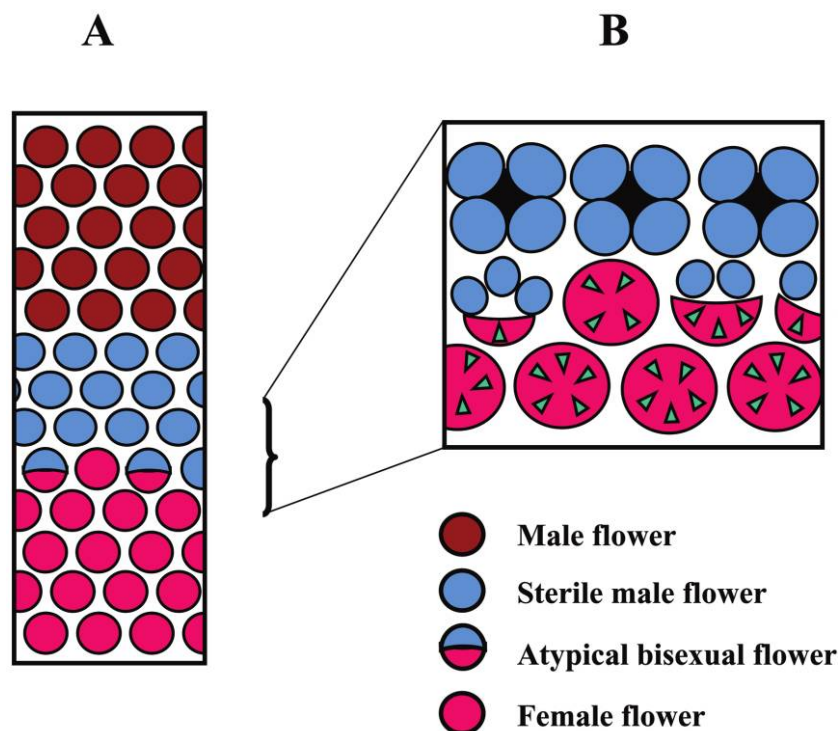 A
B
Male flower
Sterile male flower
Atypical bisexual flower
Female flower